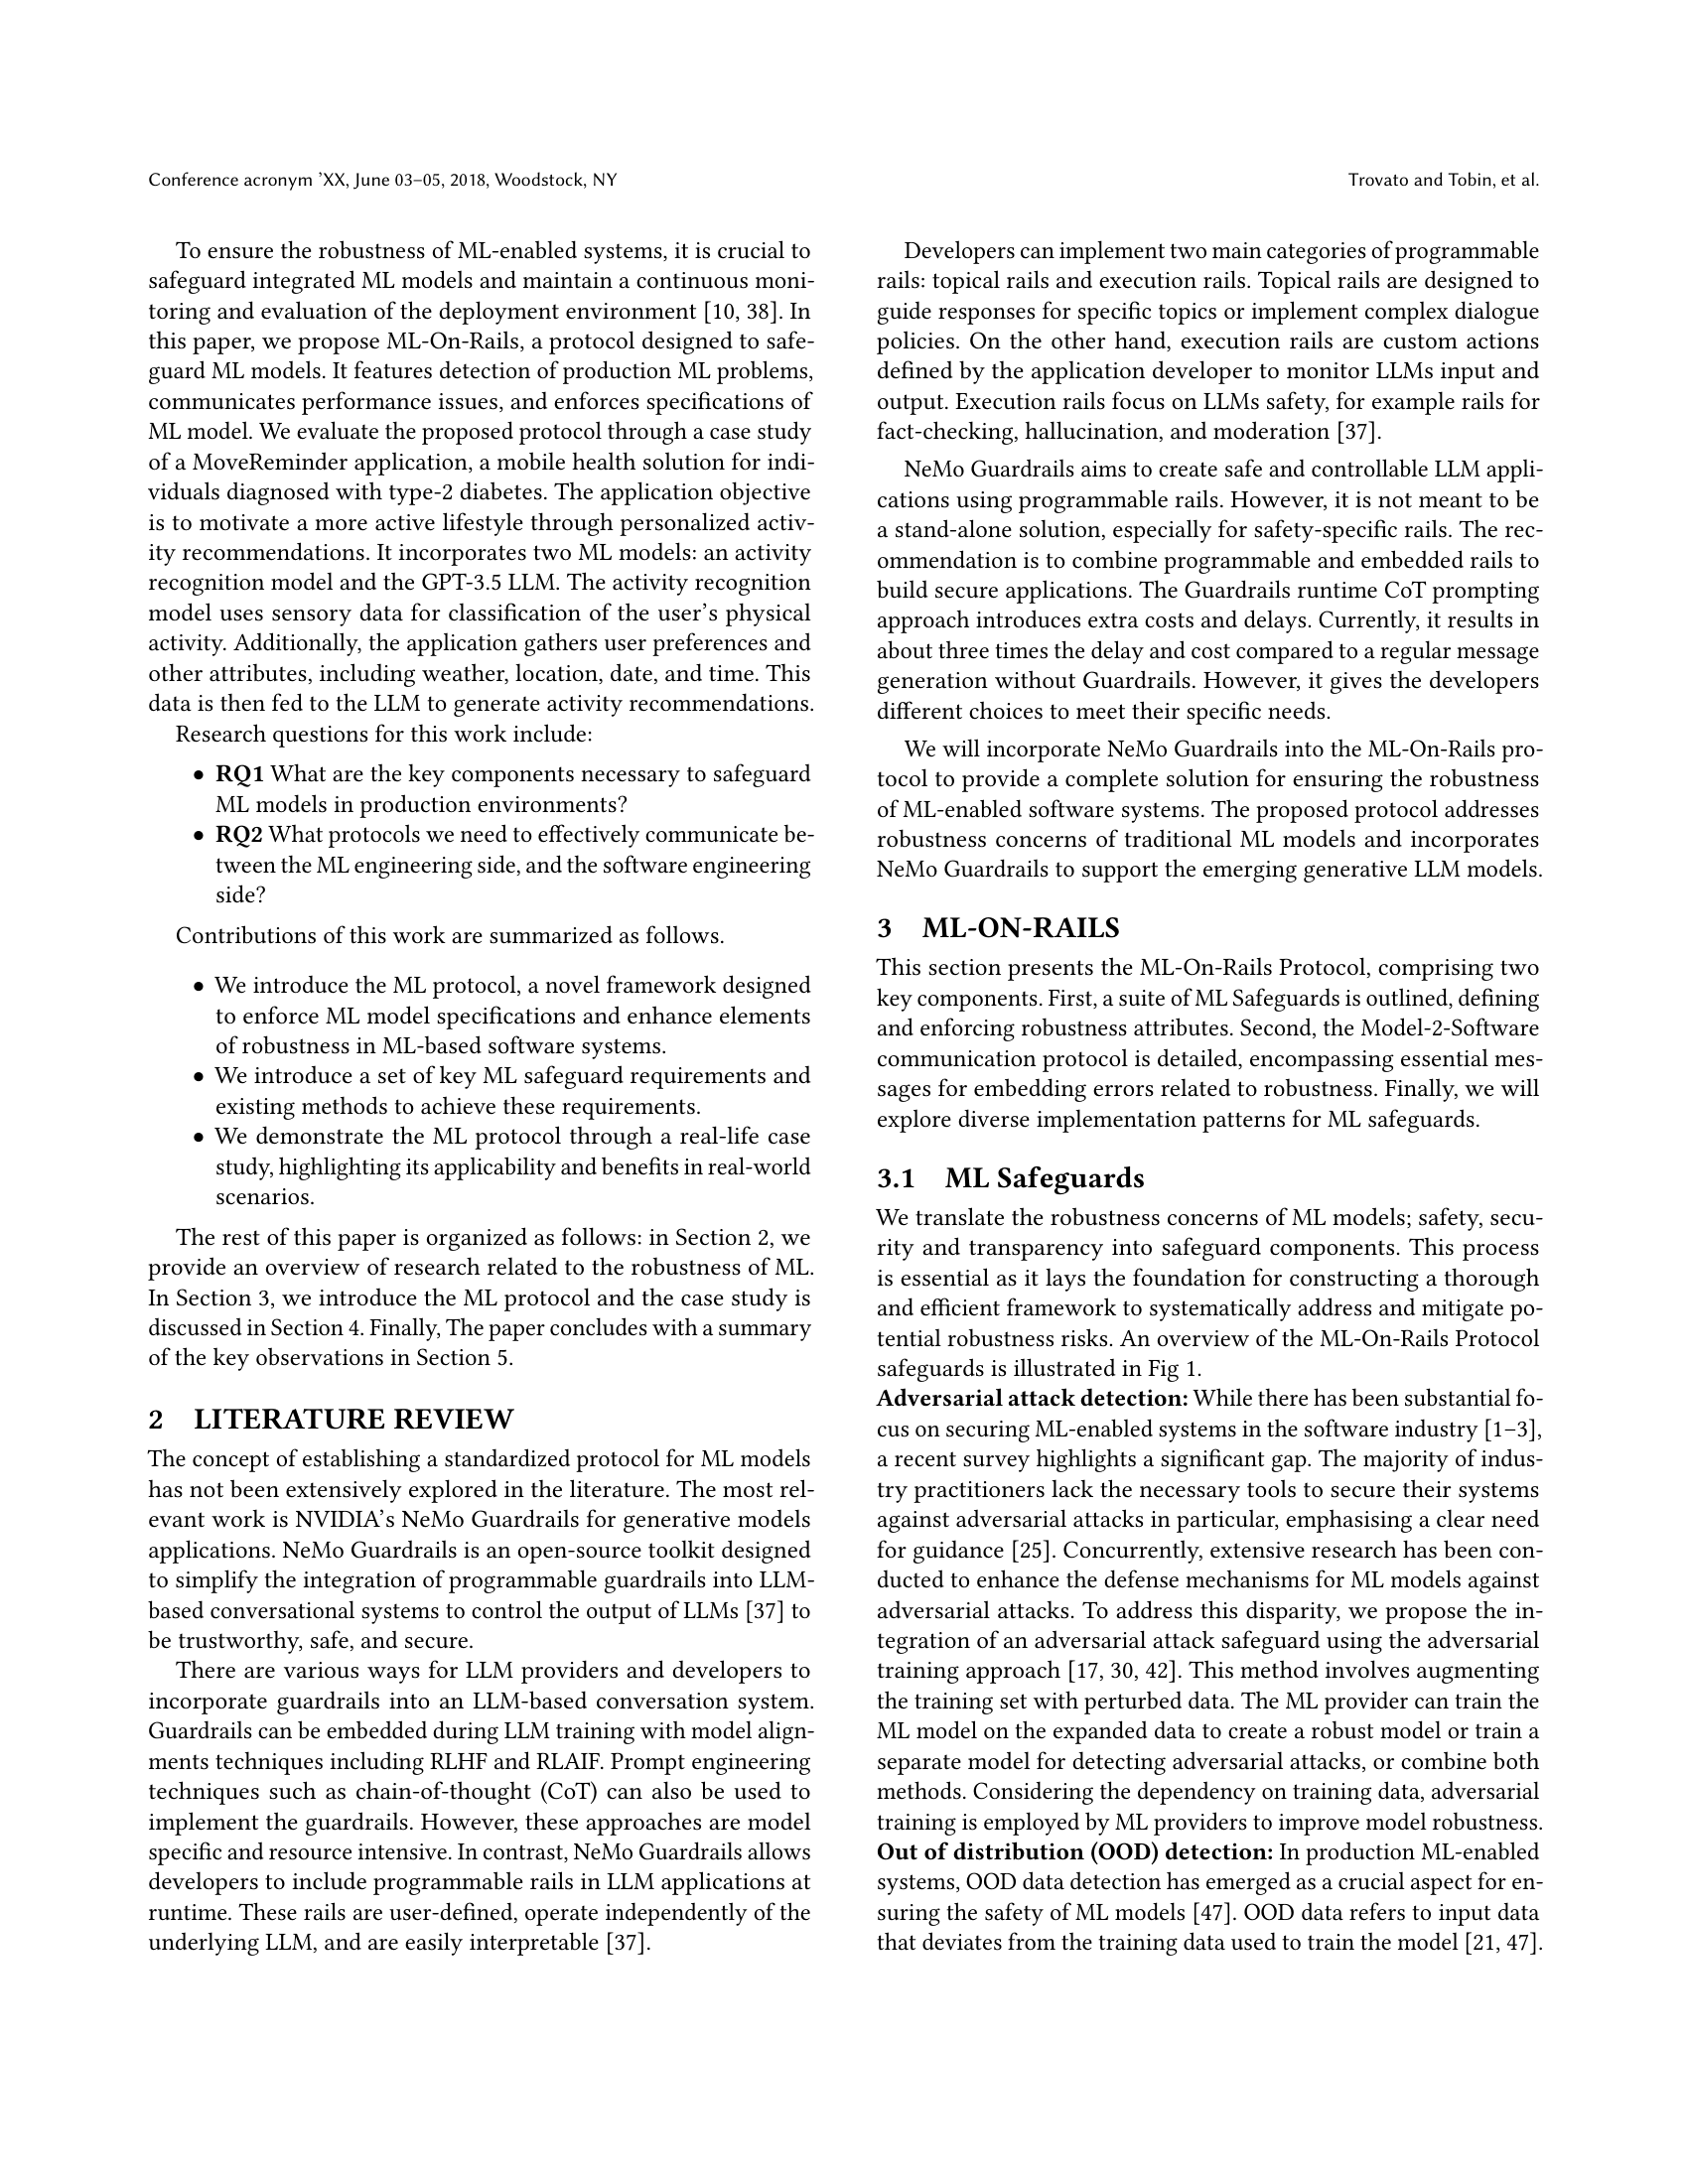 Conference acronym ’XX, June 03–05, 2018, Woodstock, NY
Trovato and Tobin, et al.
To ensure the robustness of ML-enabled systems, it is crucial to
safeguard integrated ML models and maintain a continuous moni-
toring and evaluation of the deployment environment [10, 38]. In
this paper, we propose ML-On-Rails, a protocol designed to safe-
guard ML models. It features detection of production ML problems,
communicates performance issues, and enforces specifications of
ML model. We evaluate the proposed protocol through a case study
of a MoveReminder application, a mobile health solution for indi-
viduals diagnosed with type-2 diabetes. The application objective
is to motivate a more active lifestyle through personalized activ-
ity recommendations. It incorporates two ML models: an activity
recognition model and the GPT-3.5 LLM. The activity recognition
model uses sensory data for classification of the user’s physical
activity. Additionally, the application gathers user preferences and
other attributes, including weather, location, date, and time. This
data is then fed to the LLM to generate activity recommendations.
Research questions for this work include:
• RQ1 What are the key components necessary to safeguard
ML models in production environments?
• RQ2 What protocols we need to effectively communicate be-
tween the ML engineering side, and the software engineering
side?
Contributions of this work are summarized as follows.
• We introduce the ML protocol, a novel framework designed
to enforce ML model specifications and enhance elements
of robustness in ML-based software systems.
• We introduce a set of key ML safeguard requirements and
existing methods to achieve these requirements.
• We demonstrate the ML protocol through a real-life case
study, highlighting its applicability and benefits in real-world
scenarios.
The rest of this paper is organized as follows: in Section 2, we
provide an overview of research related to the robustness of ML.
In Section 3, we introduce the ML protocol and the case study is
discussed in Section 4. Finally, The paper concludes with a summary
of the key observations in Section 5.
2 LITERATURE REVIEW
The concept of establishing a standardized protocol for ML models
has not been extensively explored in the literature. The most rel-
evant work is NVIDIA’s NeMo Guardrails for generative models
applications. NeMo Guardrails is an open-source toolkit designed
to simplify the integration of programmable guardrails into LLM-
based conversational systems to control the output of LLMs [37] to
be trustworthy, safe, and secure.
There are various ways for LLM providers and developers to
incorporate guardrails into an LLM-based conversation system.
Guardrails can be embedded during LLM training with model align-
ments techniques including RLHF and RLAIF. Prompt engineering
techniques such as chain-of-thought (CoT) can also be used to
implement the guardrails. However, these approaches are model
specific and resource intensive. In contrast, NeMo Guardrails allows
developers to include programmable rails in LLM applications at
runtime. These rails are user-defined, operate independently of the
underlying LLM, and are easily interpretable [37].
Developers can implement two main categories of programmable
rails: topical rails and execution rails. Topical rails are designed to
guide responses for specific topics or implement complex dialogue
policies. On the other hand, execution rails are custom actions
defined by the application developer to monitor LLMs input and
output. Execution rails focus on LLMs safety, for example rails for
fact-checking, hallucination, and moderation [37].
NeMo Guardrails aims to create safe and controllable LLM appli-
cations using programmable rails. However, it is not meant to be
a stand-alone solution, especially for safety-specific rails. The rec-
ommendation is to combine programmable and embedded rails to
build secure applications. The Guardrails runtime CoT prompting
approach introduces extra costs and delays. Currently, it results in
about three times the delay and cost compared to a regular message
generation without Guardrails. However, it gives the developers
different choices to meet their specific needs.
We will incorporate NeMo Guardrails into the ML-On-Rails pro-
tocol to provide a complete solution for ensuring the robustness
of ML-enabled software systems. The proposed protocol addresses
robustness concerns of traditional ML models and incorporates
NeMo Guardrails to support the emerging generative LLM models.
3 ML-ON-RAILS
This section presents the ML-On-Rails Protocol, comprising two
key components. First, a suite of ML Safeguards is outlined, defining
and enforcing robustness attributes. Second, the Model-2-Software
communication protocol is detailed, encompassing essential mes-
sages for embedding errors related to robustness. Finally, we will
explore diverse implementation patterns for ML safeguards.
3.1 ML Safeguards
We translate the robustness concerns of ML models; safety, secu-
rity and transparency into safeguard components. This process
is essential as it lays the foundation for constructing a thorough
and efficient framework to systematically address and mitigate po-
tential robustness risks. An overview of the ML-On-Rails Protocol
safeguards is illustrated in Fig 1.
Adversarial attack detection: While there has been substantial fo-
cus on securing ML-enabled systems in the software industry [1–3],
a recent survey highlights a significant gap. The majority of indus-
try practitioners lack the necessary tools to secure their systems
against adversarial attacks in particular, emphasising a clear need
for guidance [25]. Concurrently, extensive research has been con-
ducted to enhance the defense mechanisms for ML models against
adversarial attacks. To address this disparity, we propose the in-
tegration of an adversarial attack safeguard using the adversarial
training approach [17, 30, 42]. This method involves augmenting
the training set with perturbed data. The ML provider can train the
ML model on the expanded data to create a robust model or train a
separate model for detecting adversarial attacks, or combine both
methods. Considering the dependency on training data, adversarial
training is employed by ML providers to improve model robustness.
Out of distribution (OOD) detection: In production ML-enabled
systems, OOD data detection has emerged as a crucial aspect for en-
suring the safety of ML models [47]. OOD data refers to input data
that deviates from the training data used to train the model [21, 47].